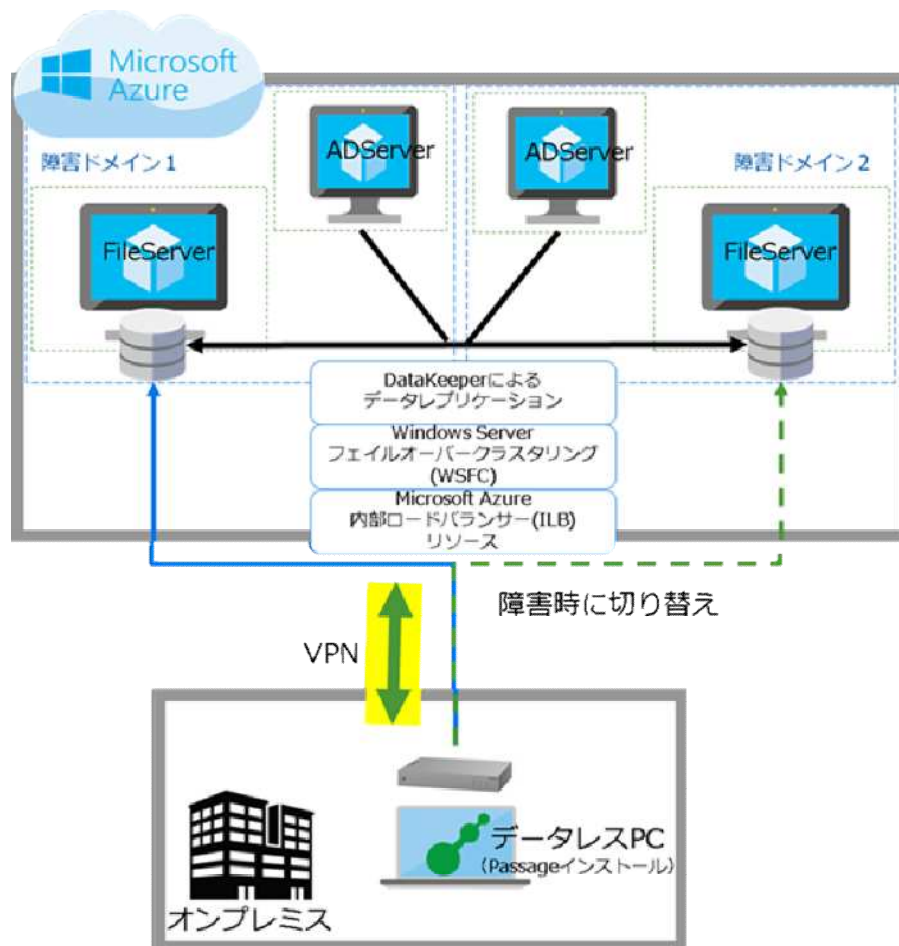 Microsoft
Azure
障害ドメイン1
ADServer
ADServer
障害ドメイン2
FileServer
FileServer
DataKeeperによる
データレプリケーション
Windows Server
フェイルオーバークラスタリング
(WSFC)
Microsoft Azure
内部ロードバランサー(ILB)
リソース
障害時に切り替え
VPN
データレスPC
(Passageインストール)
オンプレミス